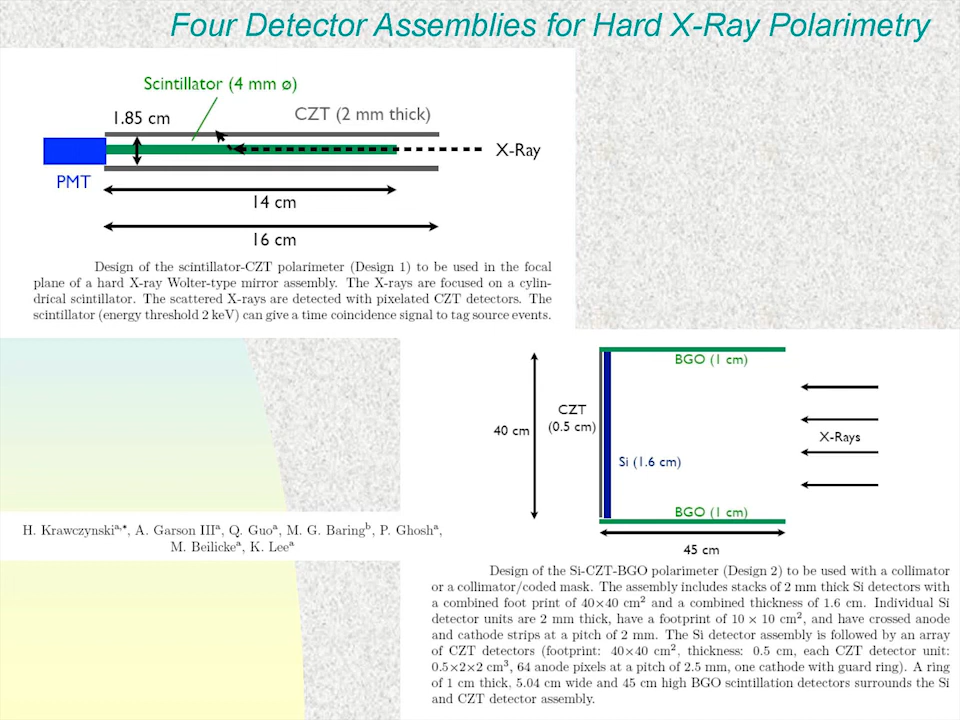 Four Detector Assemblies for Hard X-Ray Polarimetry
Scintillator (4 mm ø)
1.85 cm
CZT (2 mm thick)
X-Ray
PMT
14 cm
16 cm
Design of the scintillator-CZT polarimeter (Design 1) to be used in the focal
plane of a hard X-ray Wolter-type mirror assembly. The X-rays are focused on a cylin-
drical scintillator. The scattered X-rays are detected with pixelated CZT detectors. The
scintillator (energy threshold 2 keV) can give a time coincidence signal to tag source events.
BGO (1 cm)
CZT
(0.5 cm)
40 cm
X-Rays
Si (1.6 cm)
BGO (1 cm)
45 cm
H. Krawczynskiᵃ,*, A. Garson IIIᵃ, Q. Guoᵃ, M. G. Baringᵇ, P. Ghoshᵃ,
M. Beilickeᵃ, K. Leeᵃ
Design of the Si-CZT-BGO polarimeter (Design 2) to be used with a collimator
or a collimator/coded mask. The assembly includes stacks of 2 mm thick Si detectors with
a combined foot print of 40×40 cm² and a combined thickness of 1.6 cm. Individual Si
detector units are 2 mm thick, have a footprint of 10 × 10 cm², and have crossed anode
and cathode strips at a pitch of 2 mm. The Si detector assembly is followed by an array
of CZT detectors (footprint: 40×40 cm², thickness: 0.5 cm, each CZT detector unit:
0.5×2×2 cm³, 64 anode pixels at a pitch of 2.5 mm, one cathode with guard ring). A ring
of 1 cm thick, 5.04 cm wide and 45 cm high BGO scintillation detectors surrounds the Si
and CZT detector assembly.